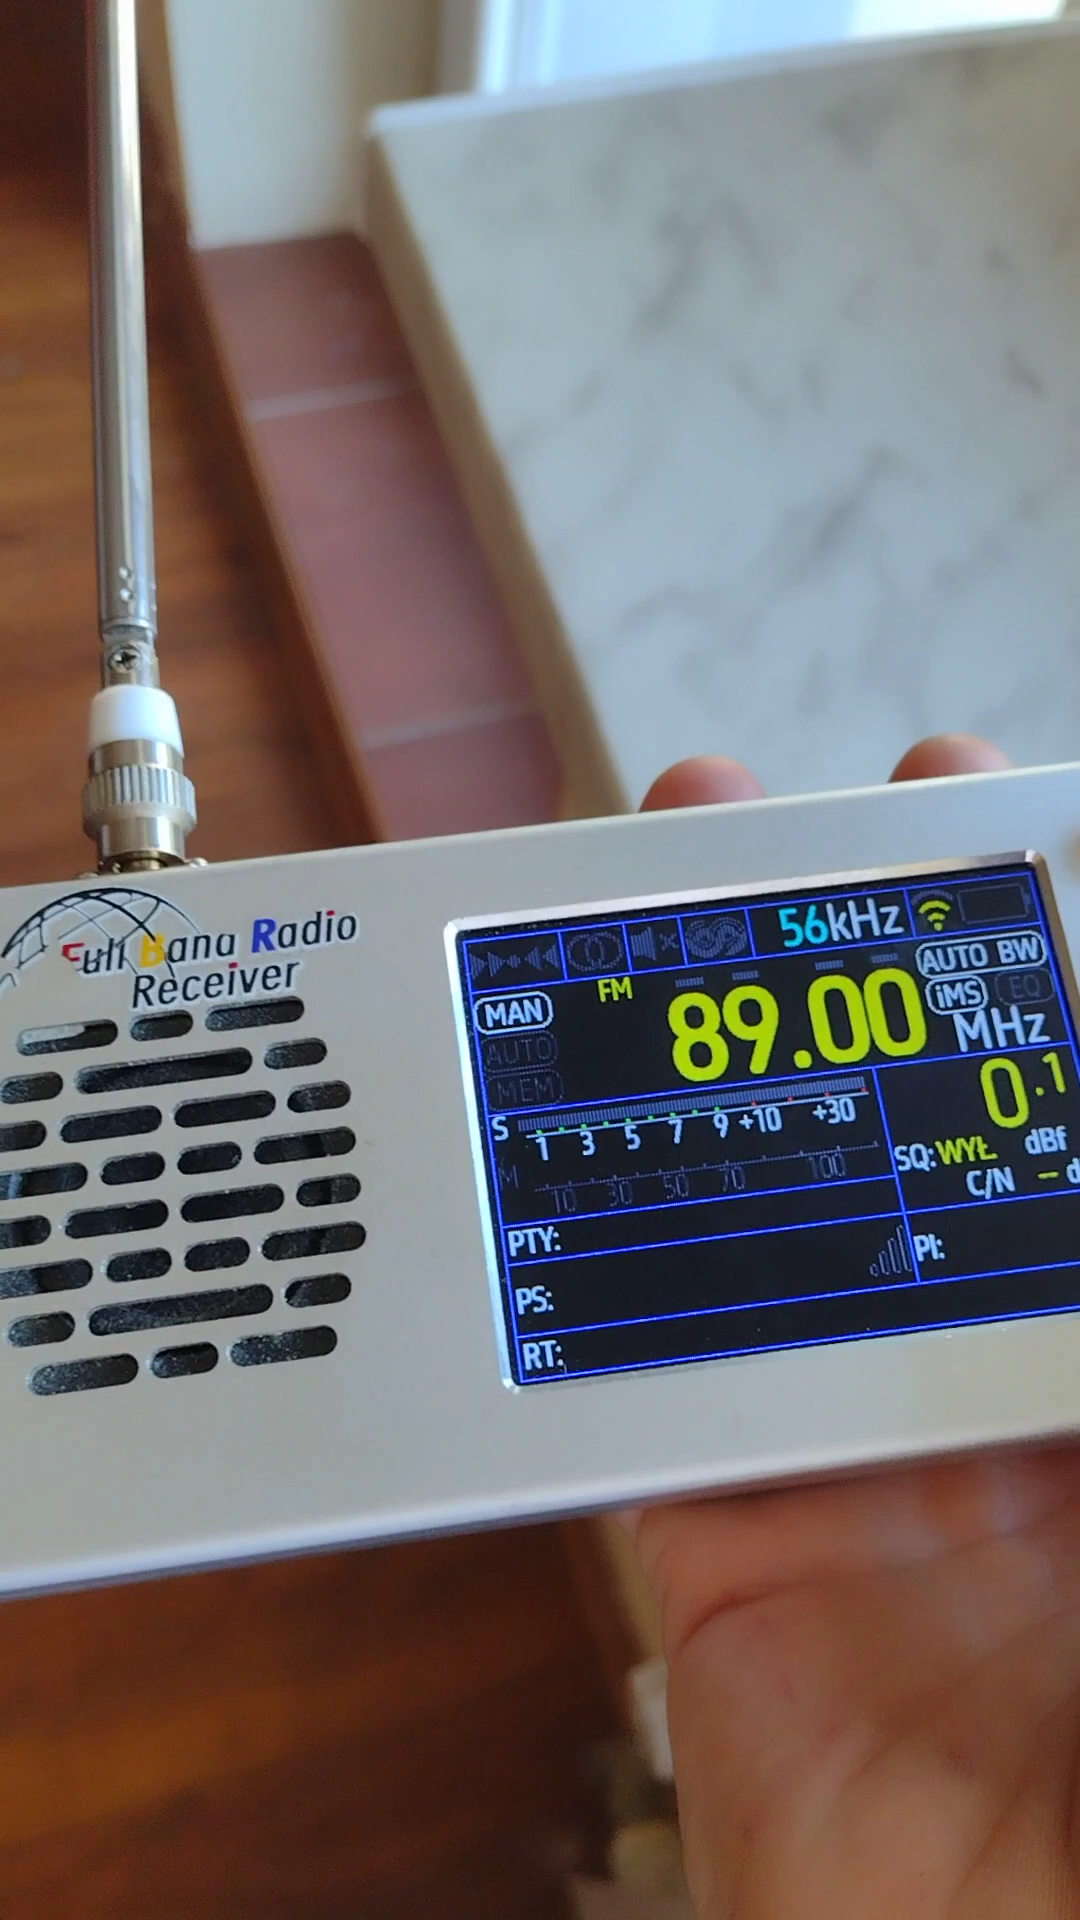 Full Band Radio
Receiver
56kHz
FM
MAN
AUTO
MEM
89.00
MHz
AUTO BW
iMS
EQ
S
1 3 5 7 9 +10 +30
M
10 30 50 70 100
0.1
dBf
SQ:WYŁ.
C/N - d
PTY:
PI:
PS:
RT: